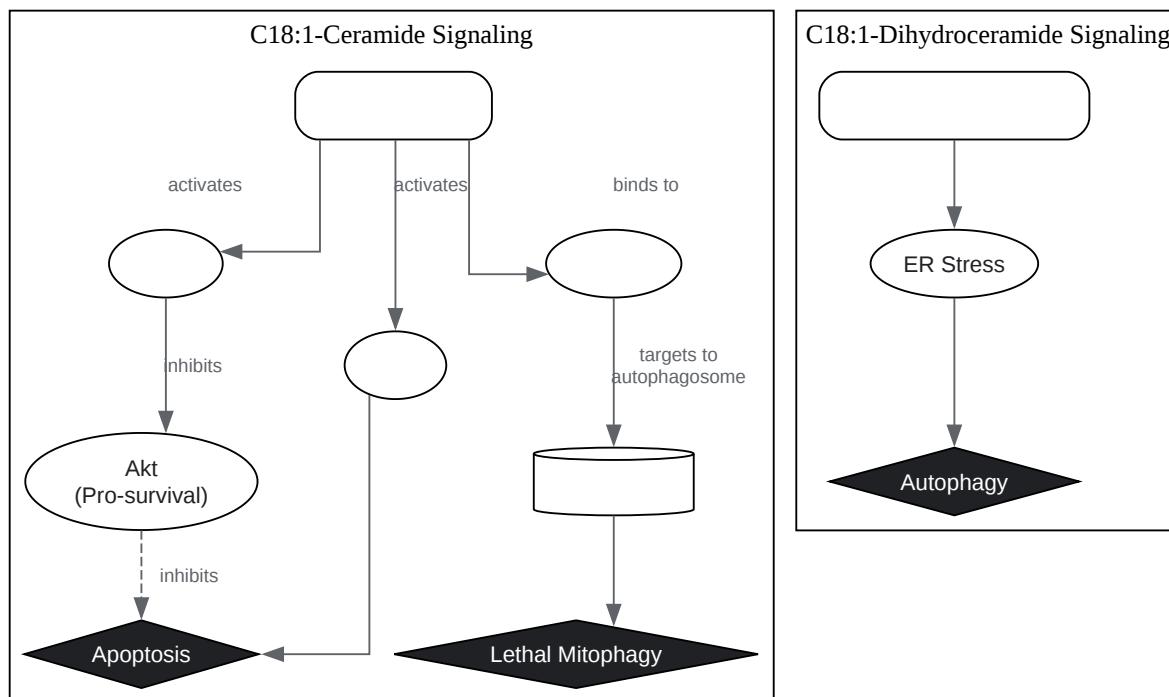 C18:1-Ceramide Signaling
activates
activates
binds to
inhibits
targets to
autophagosome
Akt
(Pro-survival)
inhibits
Apoptosis
Lethal Mitophagy
C18:1-Dihydroceramide Signaling
ER Stress
Autophagy